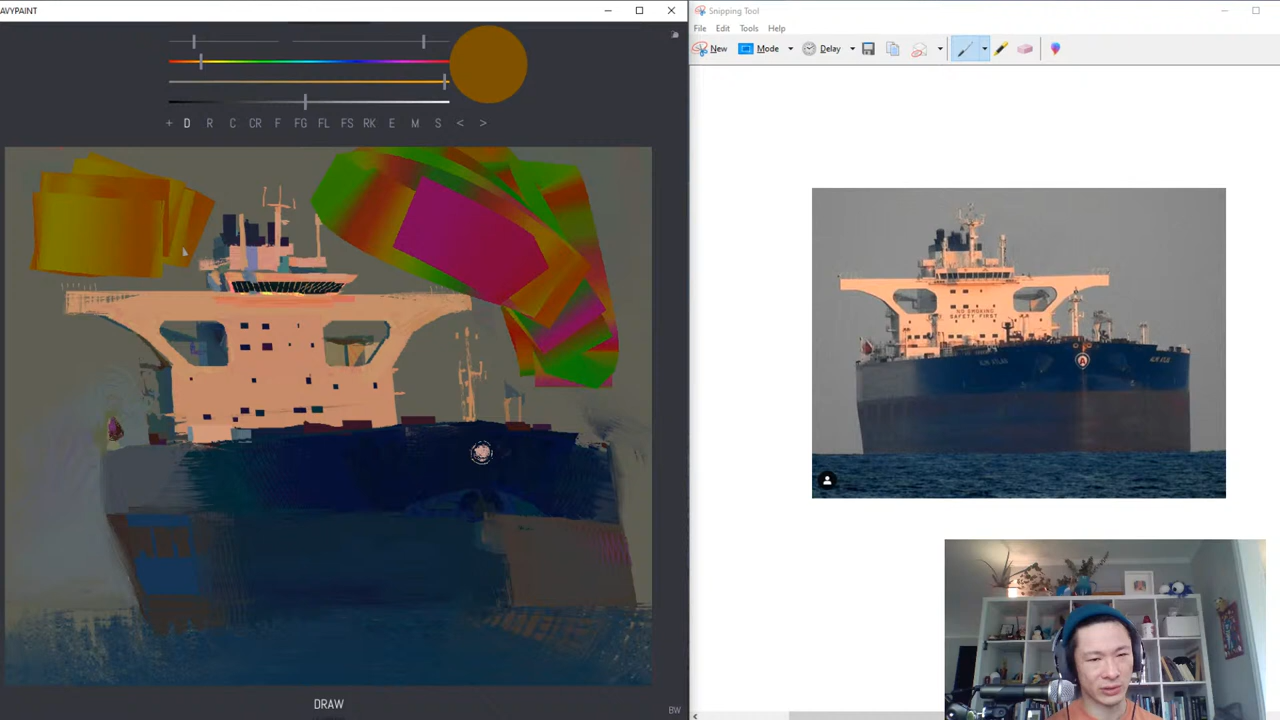 AVYPAINT
+ D R C CR F FG FL FS RK E M S < >
DRAW
BW
Snipping Tool
File Edit Tools Help
New Mode Delay
NO SMOKING
SAFETY FIRST
A